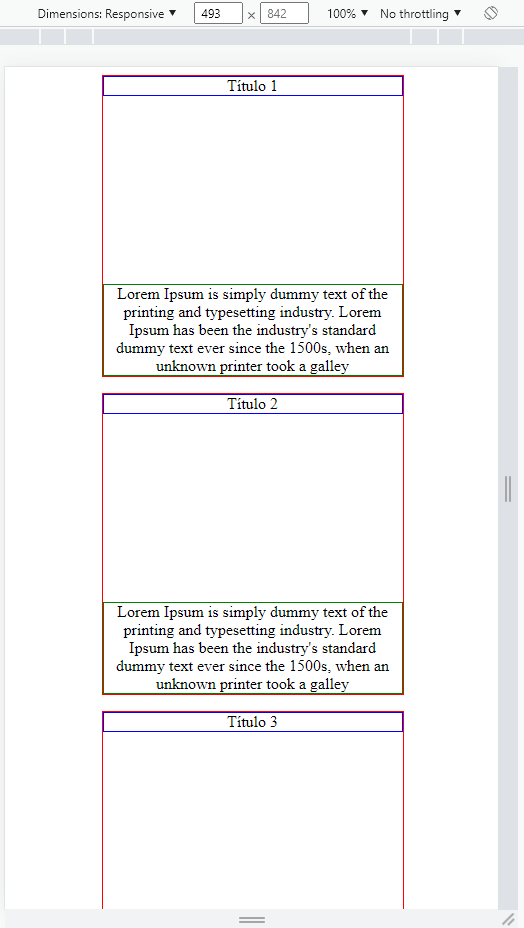 Dimensions: Responsive ▼ 493 × 842 100% ▼ No throttling ▼
Título 1
Lorem Ipsum is simply dummy text of the
printing and typesetting industry. Lorem
Ipsum has been the industry's standard
dummy text ever since the 1500s, when an
unknown printer took a galley
Título 2
Lorem Ipsum is simply dummy text of the
printing and typesetting industry. Lorem
Ipsum has been the industry's standard
dummy text ever since the 1500s, when an
unknown printer took a galley
Título 3